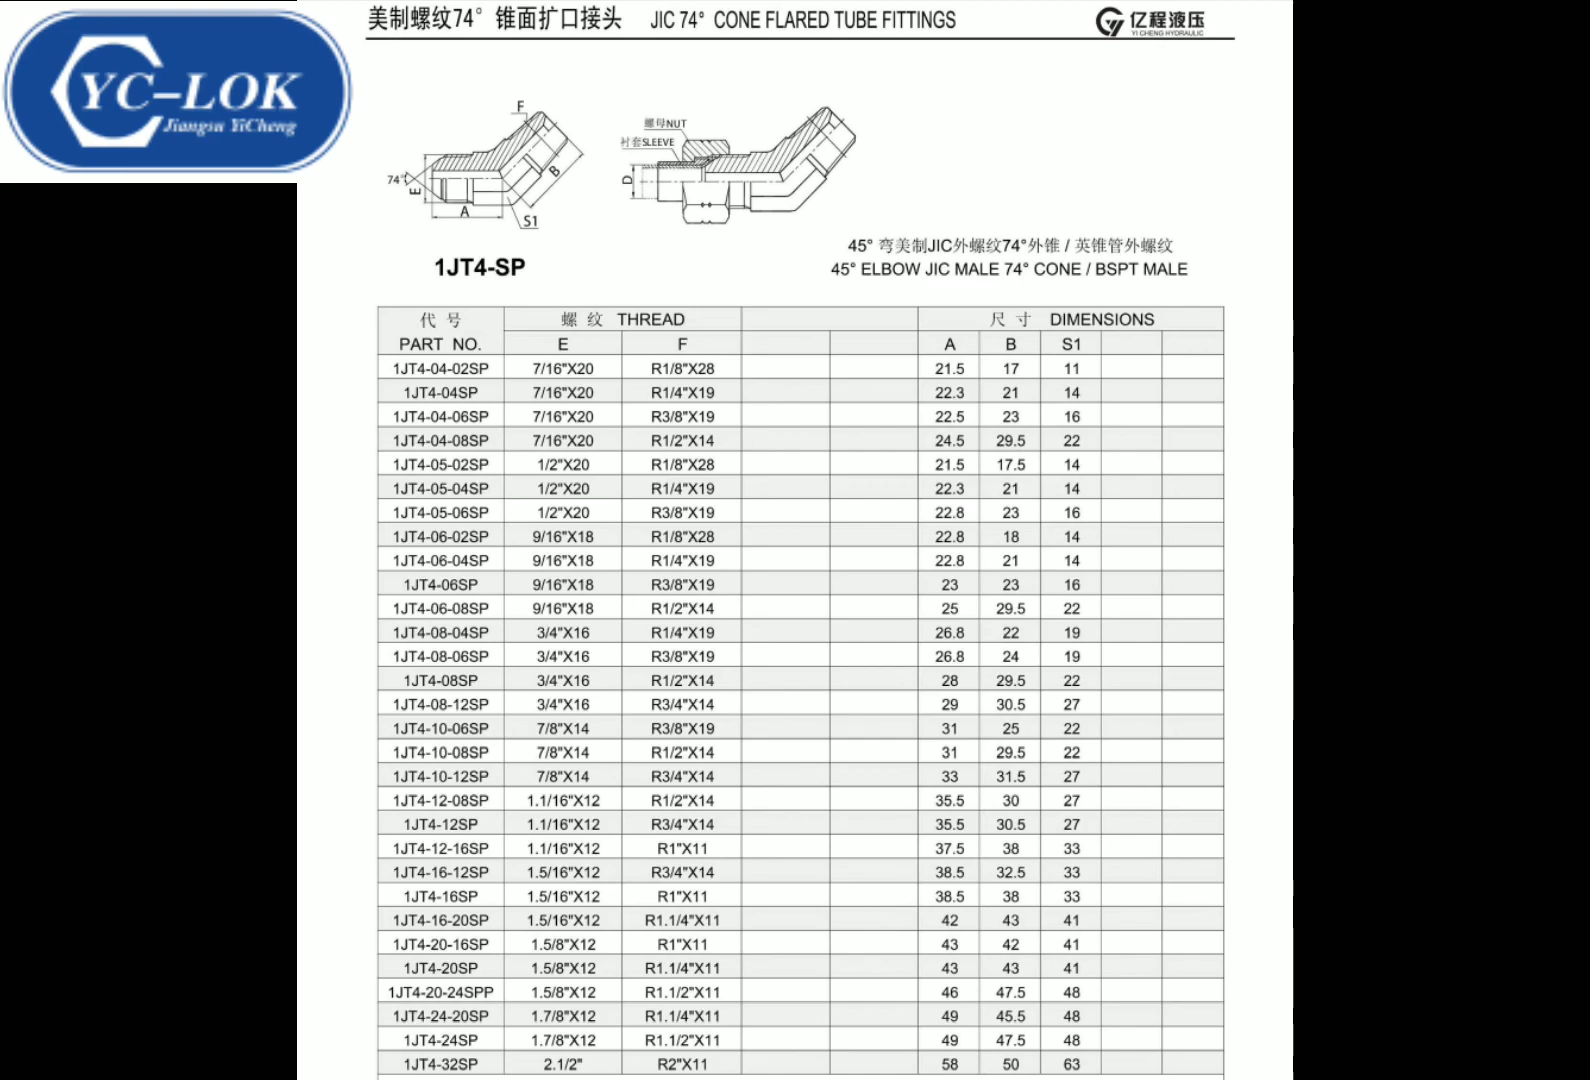 美制螺纹74°锥面扩口接头 JIC 74° CONE FLARED TUBE FITTINGS
亿程液压
YI CHENG HYDRAULIC
YC-LOK
Jiangsu YiCheng
F
74°
E
A
B
S1
螺母NUT
衬套SLEEVE
D
1JT4-SP
45° 弯美制JIC外螺纹74°外锥 / 英锥管外螺纹
45° ELBOW JIC MALE 74° CONE / BSPT MALE
代 号 螺 纹 THREAD 尺 寸 DIMENSIONS
PART NO. E F A B S1
1JT4-04-02SP 7/16"X20 R1/8"X28 21.5 17 11
1JT4-04SP 7/16"X20 R1/4"X19 22.3 21 14
1JT4-04-06SP 7/16"X20 R3/8"X19 22.5 23 16
1JT4-04-08SP 7/16"X20 R1/2"X14 24.5 29.5 22
1JT4-05-02SP 1/2"X20 R1/8"X28 21.5 17.5 14
1JT4-05-04SP 1/2"X20 R1/4"X19 22.3 21 14
1JT4-05-06SP 1/2"X20 R3/8"X19 22.8 23 16
1JT4-06-02SP 9/16"X18 R1/8"X28 22.8 18 14
1JT4-06-04SP 9/16"X18 R1/4"X19 22.8 21 14
1JT4-06SP 9/16"X18 R3/8"X19 23 23 16
1JT4-06-08SP 9/16"X18 R1/2"X14 25 29.5 22
1JT4-08-04SP 3/4"X16 R1/4"X19 26.8 22 19
1JT4-08-06SP 3/4"X16 R3/8"X19 26.8 24 19
1JT4-08SP 3/4"X16 R1/2"X14 28 29.5 22
1JT4-08-12SP 3/4"X16 R3/4"X14 29 30.5 27
1JT4-10-06SP 7/8"X14 R3/8"X19 31 25 22
1JT4-10-08SP 7/8"X14 R1/2"X14 31 29.5 22
1JT4-10-12SP 7/8"X14 R3/4"X14 33 31.5 27
1JT4-12-08SP 1.1/16"X12 R1/2"X14 35.5 30 27
1JT4-12SP 1.1/16"X12 R3/4"X14 35.5 30.5 27
1JT4-12-16SP 1.1/16"X12 R1"X11 37.5 38 33
1JT4-16-12SP 1.5/16"X12 R3/4"X14 38.5 32.5 33
1JT4-16SP 1.5/16"X12 R1"X11 38.5 38 33
1JT4-16-20SP 1.5/16"X12 R1.1/4"X11 42 43 41
1JT4-20-16SP 1.5/8"X12 R1"X11 43 42 41
1JT4-20SP 1.5/8"X12 R1.1/4"X11 43 43 41
1JT4-20-24SPP 1.5/8"X12 R1.1/2"X11 46 47.5 48
1JT4-24-20SP 1.7/8"X12 R1.1/4"X11 49 45.5 48
1JT4-24SP 1.7/8"X12 R1.1/2"X11 49 47.5 48
1JT4-32SP 2.1/2" R2"X11 58 50 63